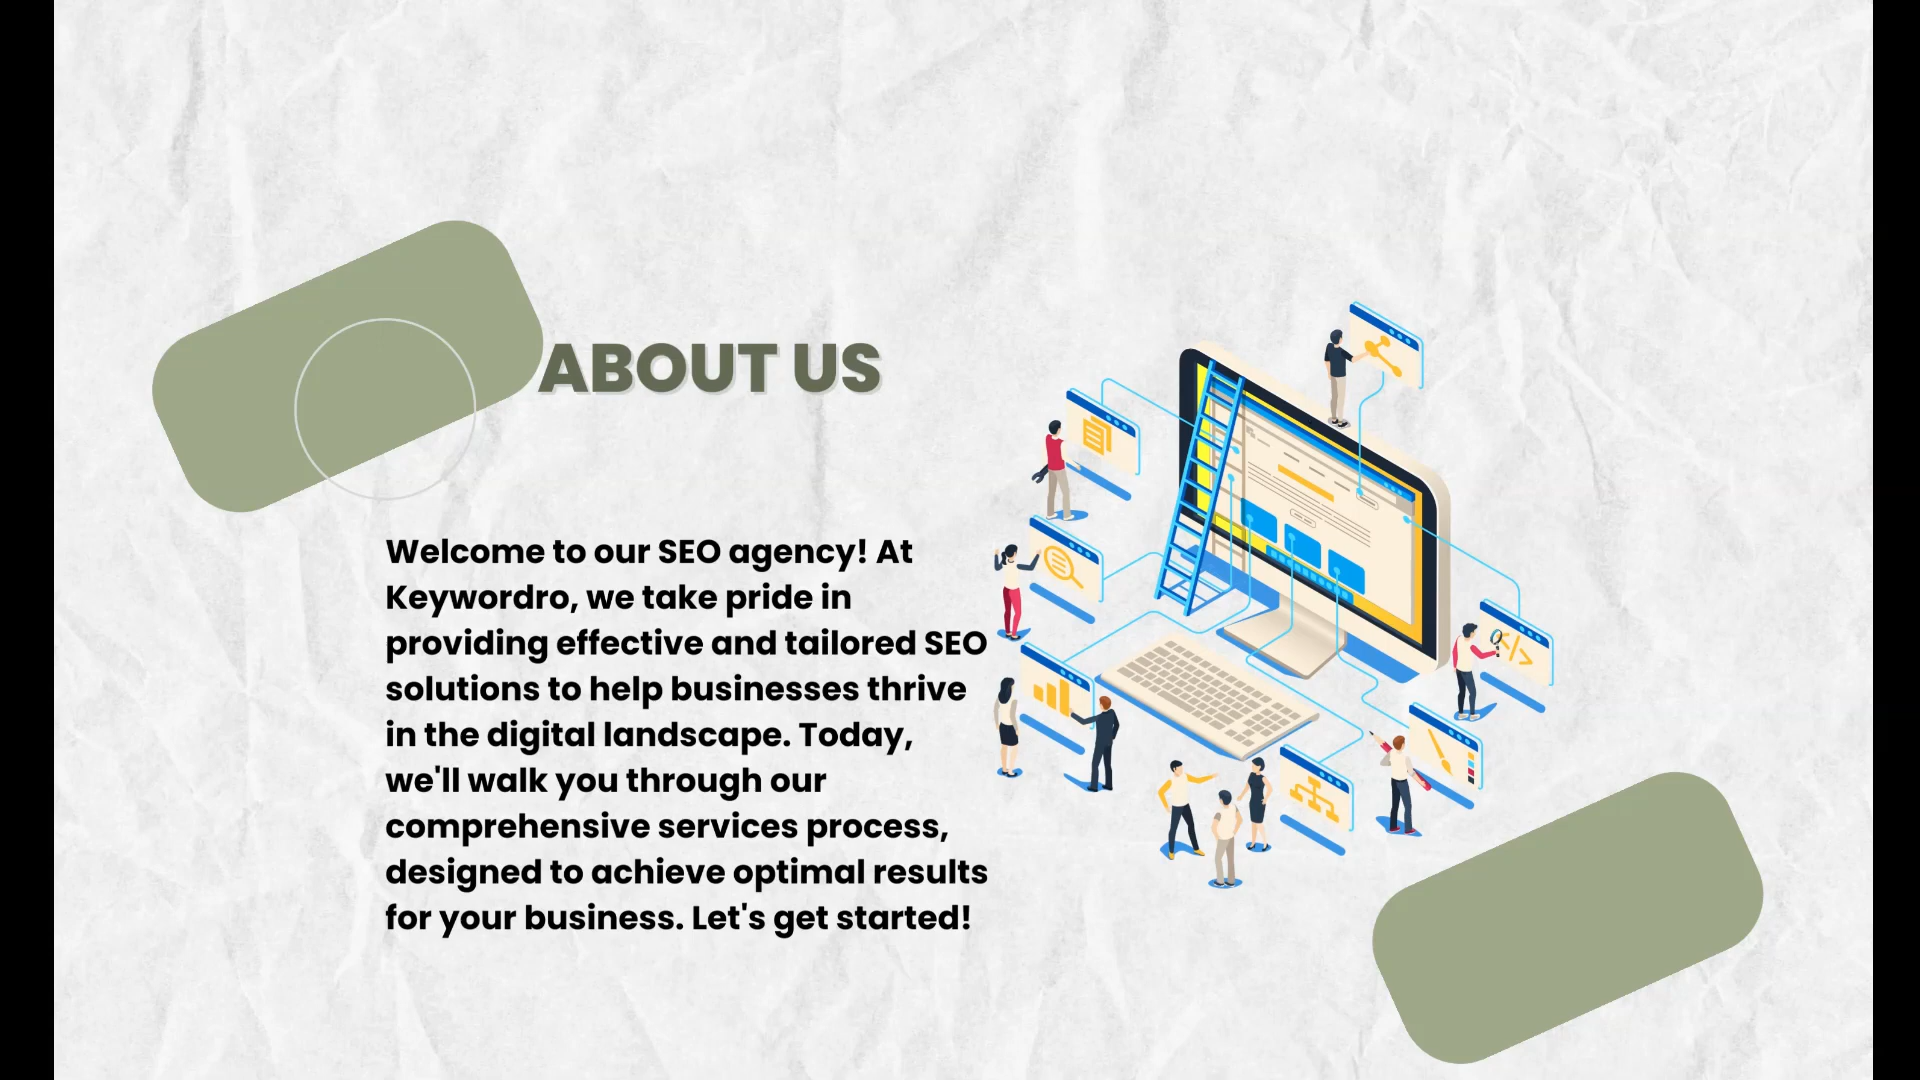 ABOUT US
Welcome to our SEO agency! At
Keywordro, we take pride in
providing effective and tailored SEO
solutions to help businesses thrive
in the digital landscape. Today,
we'll walk you through our
comprehensive services process,
designed to achieve optimal results
for your business. Let's get started!